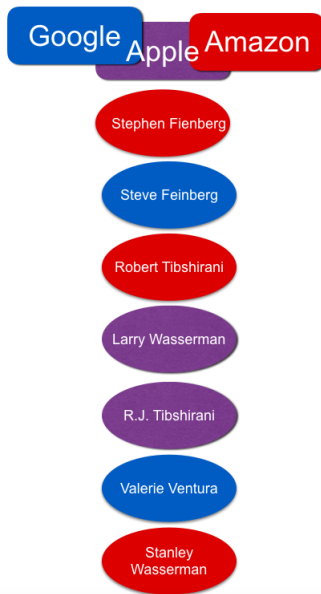 Google
Apple
Amazon
Stephen Fienberg
Steve Feinberg
Robert Tibshirani
Larry Wasserman
R.J. Tibshirani
Valerie Ventura
Stanley
Wasserman